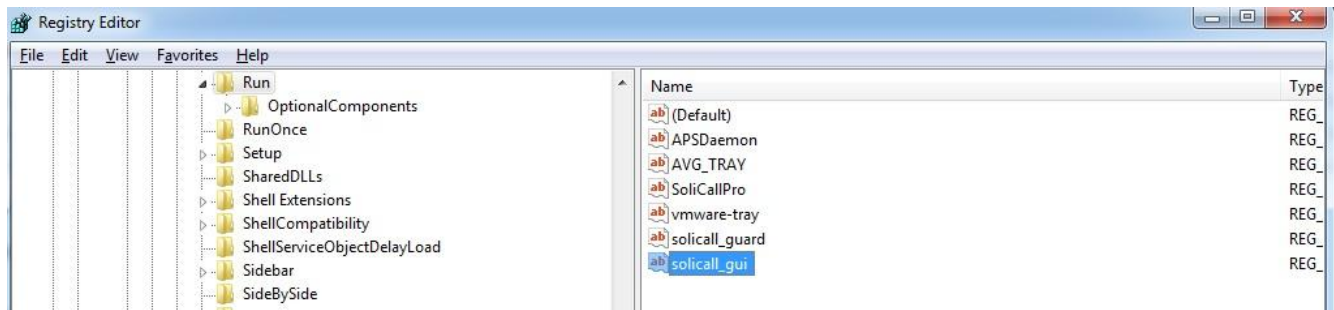 Registry Editor
File Edit View Favorites Help
Run
OptionalComponents
RunOnce
Setup
SharedDLLs
Shell Extensions
ShellCompatibility
ShellServiceObjectDelayLoad
Sidebar
SideBySide
Name Type
(Default) REG_
APSDaemon REG_
AVG_TRAY REG_
SoliCallPro REG_
vmware-tray REG_
solicall_guard REG_
solicall_gui REG_